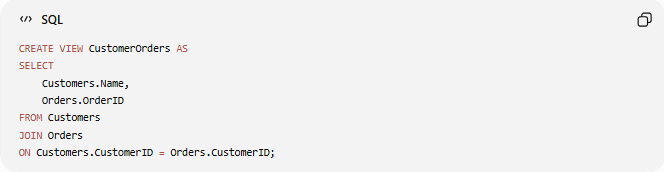 SQL
CREATE VIEW CustomerOrders AS
SELECT
    Customers.Name,
    Orders.OrderID
FROM Customers
JOIN Orders
ON Customers.CustomerID = Orders.CustomerID;